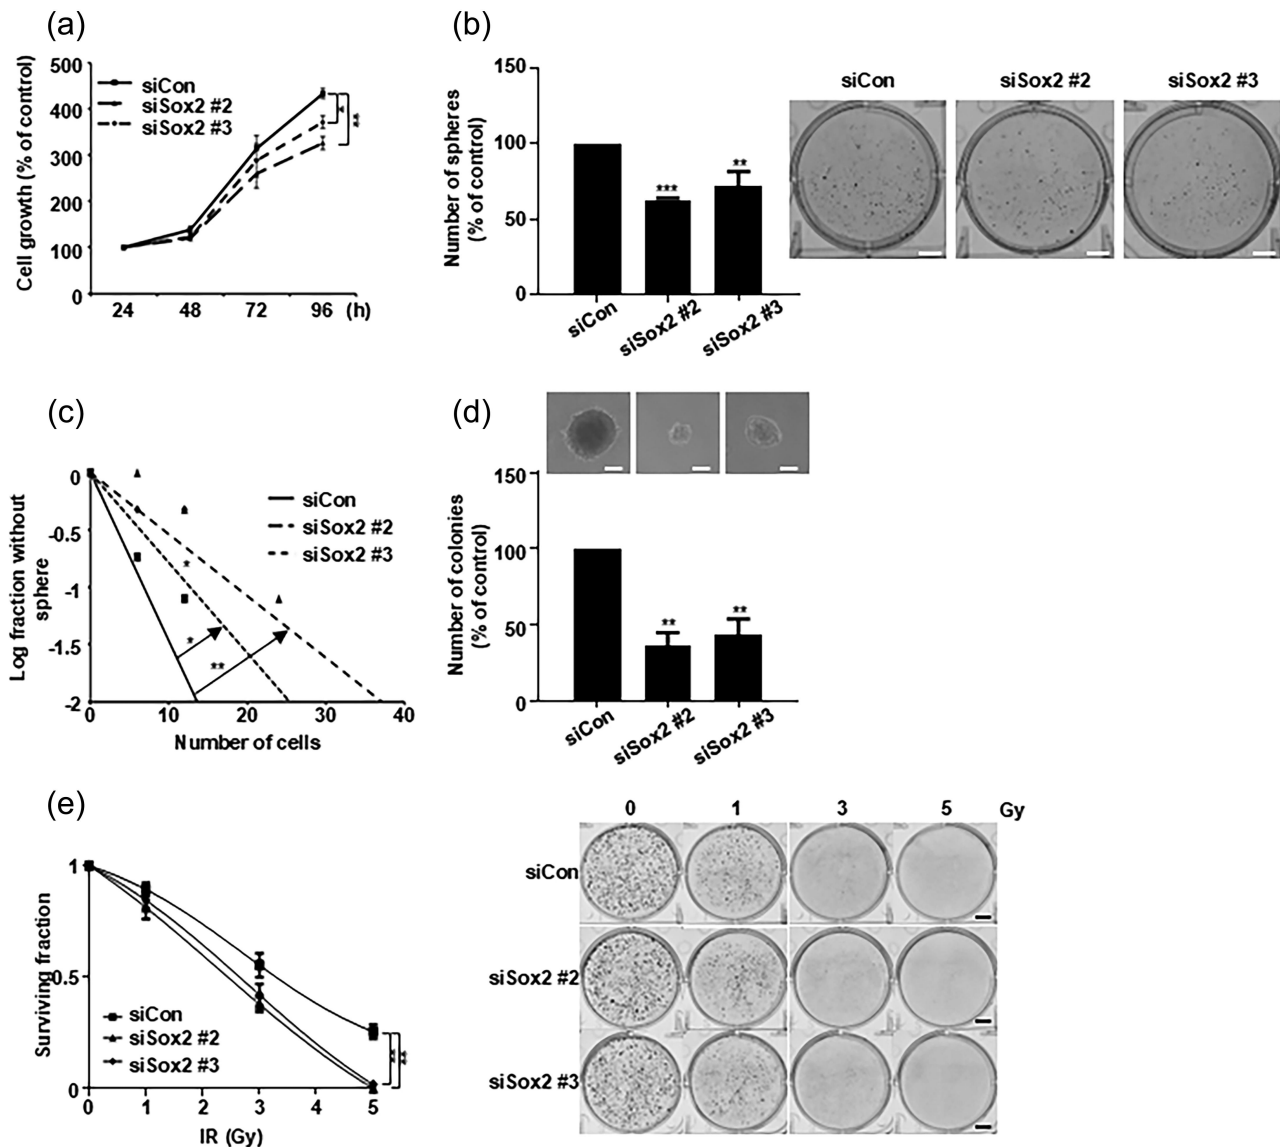 (a)
Cell growth (% of control)
500
400
300
200
100
0
siCon
siSox2 #2
siSox2 #3
*
**
24 48 72 96 (h)
(b)
Number of spheres
(% of control)
150
100
50
0
***
**
siCon
siSox2 #2
siSox2 #3
siCon siSox2 #2 siSox2 #3
(c)
Log fraction without
sphere
0
-0.5
-1
-1.5
-2
siCon
siSox2 #2
siSox2 #3
*
*
**
0 10 20 30 40
Number of cells
(d)
Number of colonies
(% of control)
150
100
50
0
**
**
siCon
siSox2 #2
siSox2 #3
(e)
Surviving fraction
1
0.5
0
siCon
siSox2 #2
siSox2 #3
**
**
0 1 2 3 4 5
IR (Gy)
0 1 3 5 Gy
siCon
siSox2 #2
siSox2 #3